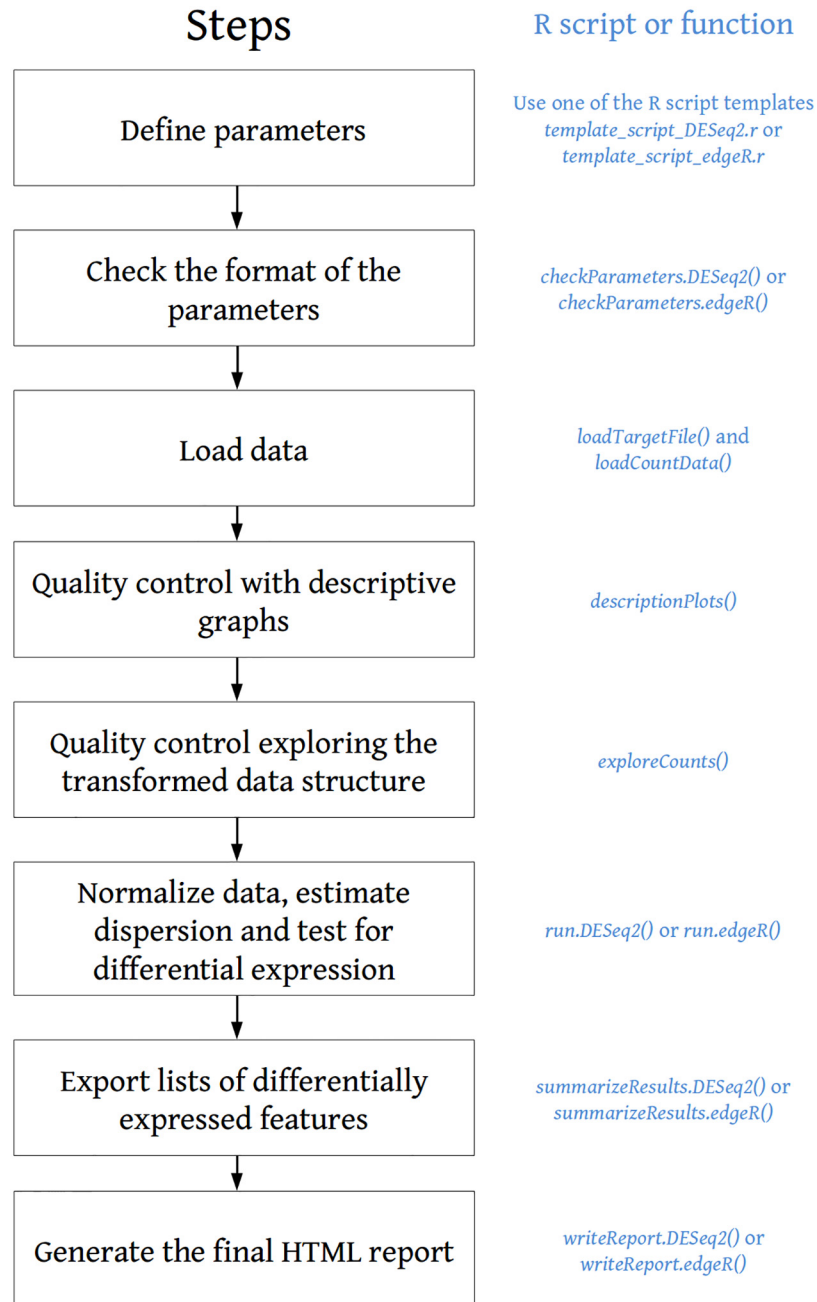 Steps
R script or function
Define parameters
Use one of the R script templates
template_script_DESeq2.r or
template_script_edgeR.r
Check the format of the
parameters
checkParameters.DESeq2() or
checkParameters.edgeR()
Load data
loadTargetFile() and
loadCountData()
Quality control with descriptive
graphs
descriptionPlots()
Quality control exploring the
transformed data structure
exploreCounts()
Normalize data, estimate
dispersion and test for
differential expression
run.DESeq2() or run.edgeR()
Export lists of differentially
expressed features
summarizeResults.DESeq2() or
summarizeResults.edgeR()
Generate the final HTML report
writeReport.DESeq2() or
writeReport.edgeR()